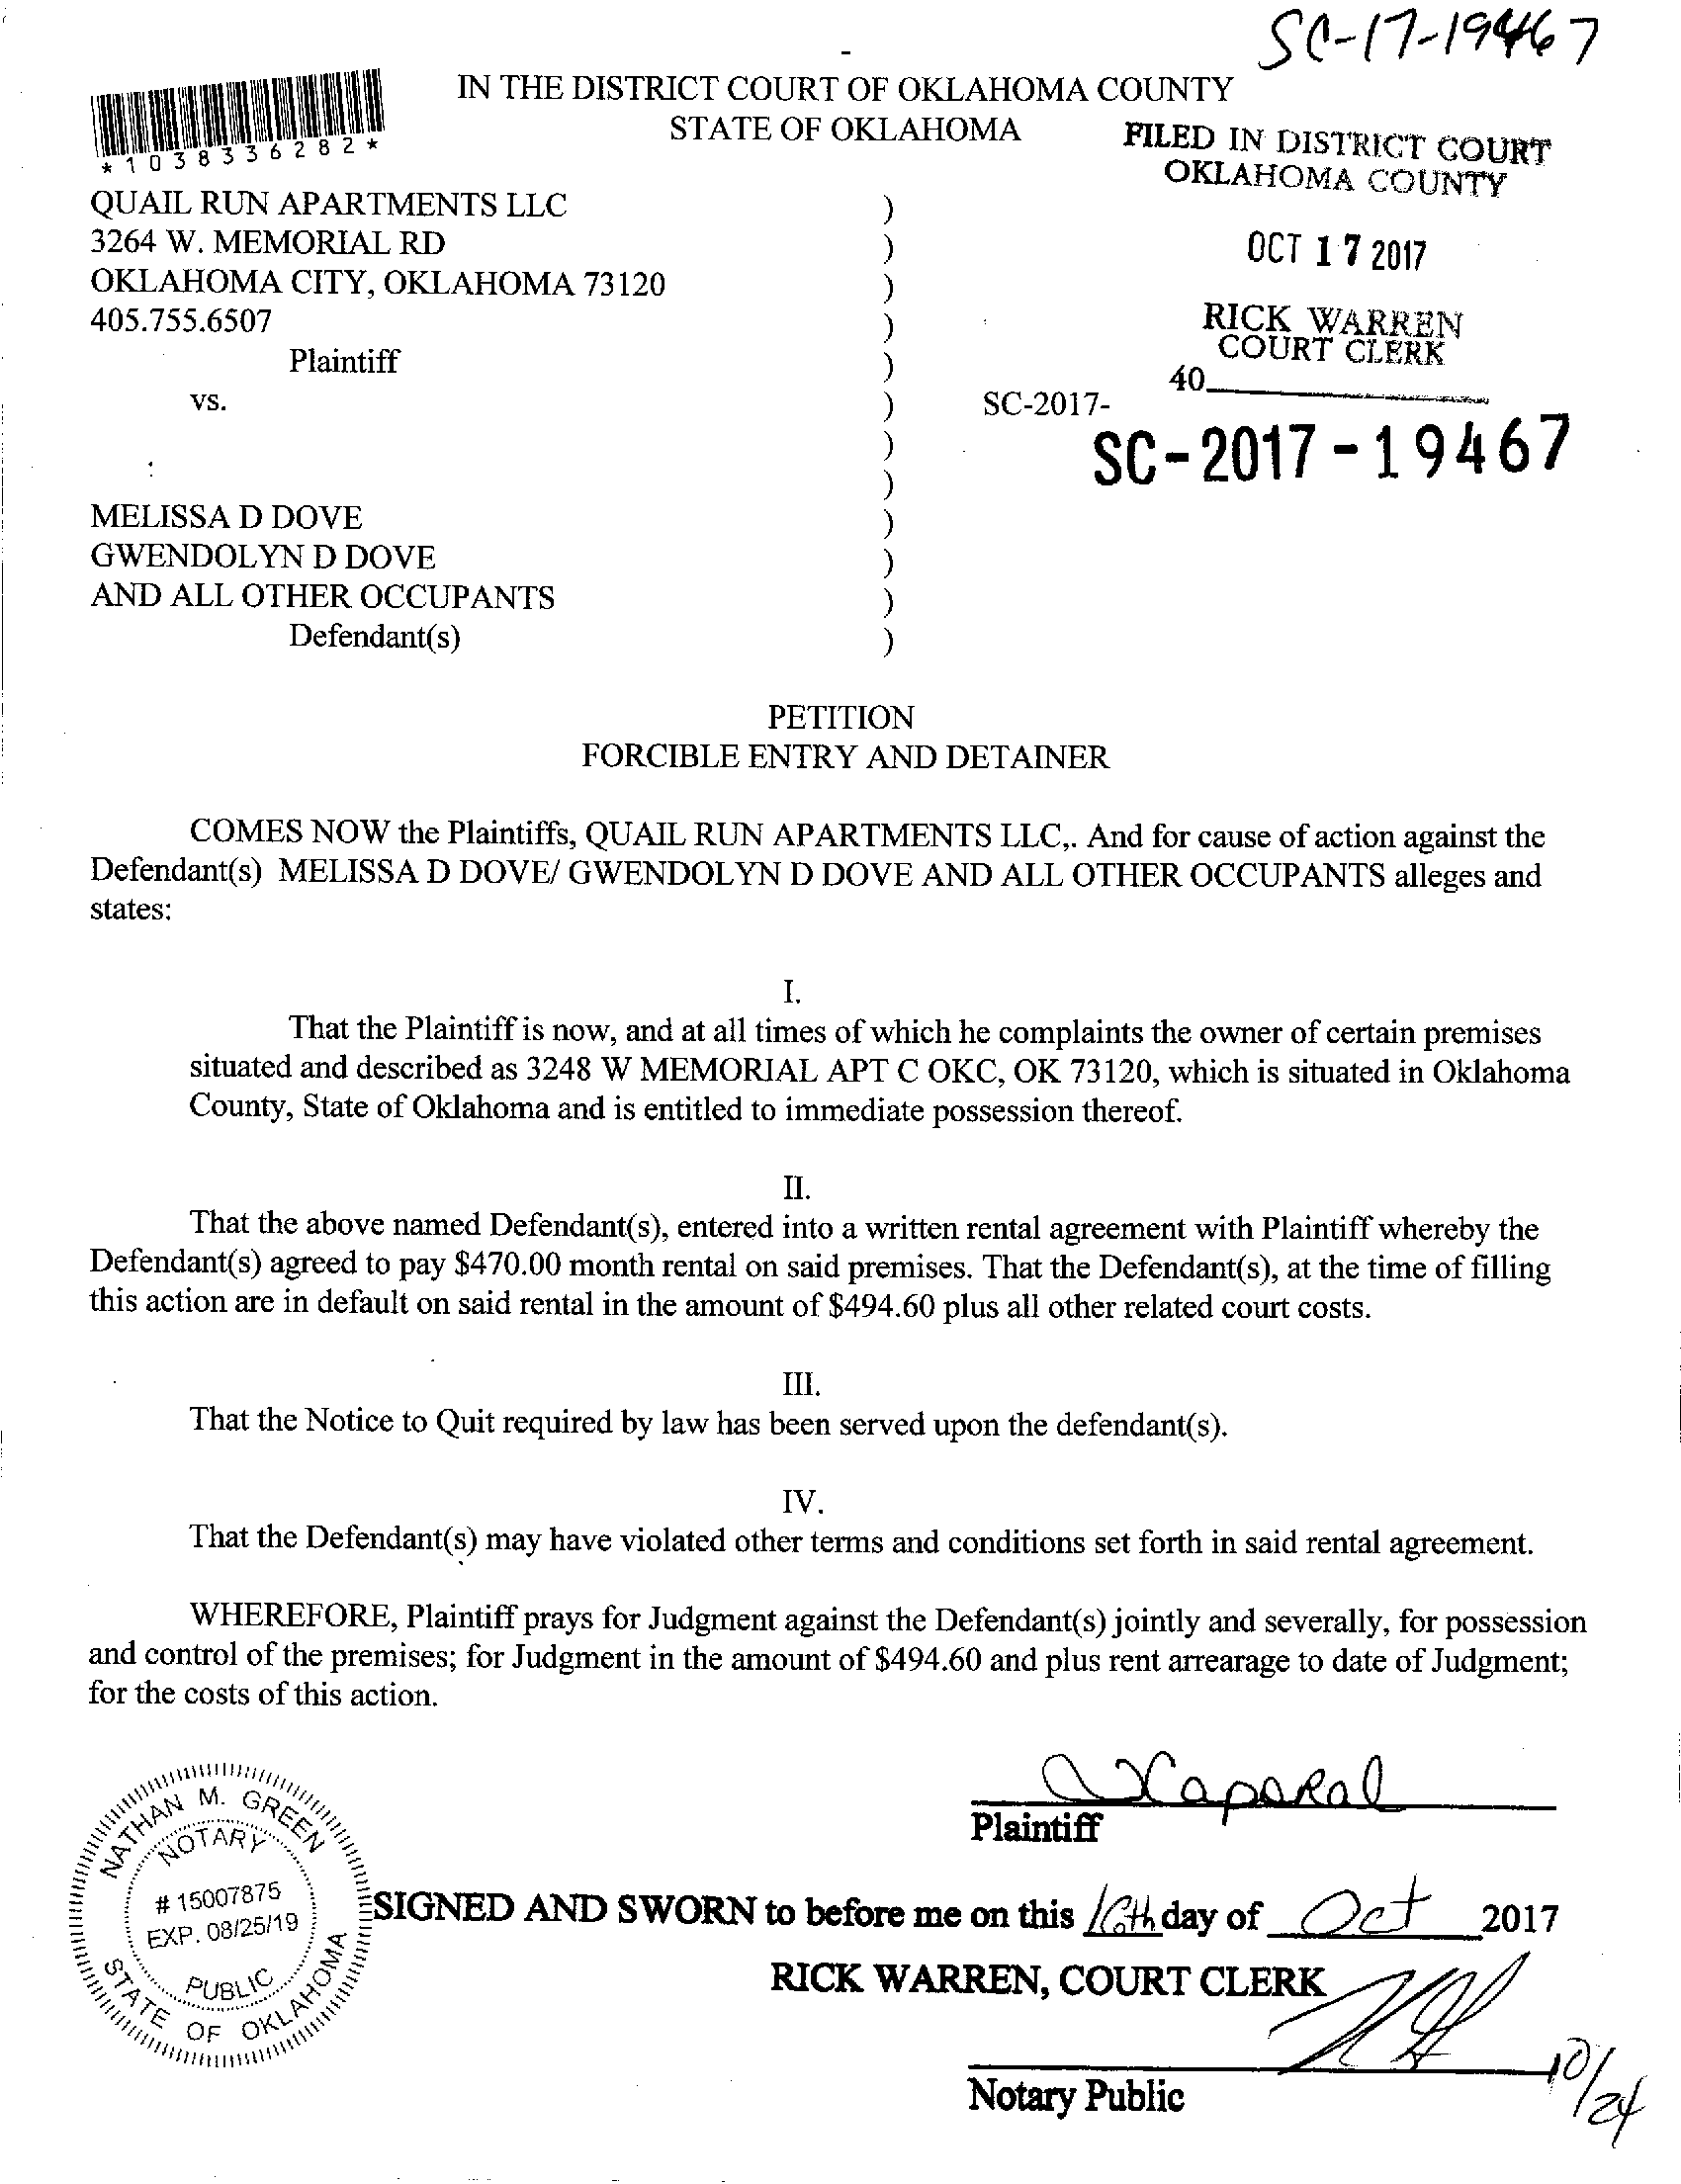 SC-17-19467
IN THE DISTRICT COURT OF OKLAHOMA COUNTY
STATE OF OKLAHOMA
*1038336282*
FILED IN DISTRICT COURT
OKLAHOMA COUNTY
OCT 17 2017
RICK WARREN
COURT CLERK
40
QUAIL RUN APARTMENTS LLC )
3264 W. MEMORIAL RD )
OKLAHOMA CITY, OKLAHOMA 73120 )
405.755.6507 )
Plaintiff )
vs. ) SC-2017-
SC-2017-19467
)
)
MELISSA D DOVE )
GWENDOLYN D DOVE )
AND ALL OTHER OCCUPANTS )
Defendant(s) )
PETITION
FORCIBLE ENTRY AND DETAINER
COMES NOW the Plaintiffs, QUAIL RUN APARTMENTS LLC,. And for cause of action against the
Defendant(s) MELISSA D DOVE/ GWENDOLYN D DOVE AND ALL OTHER OCCUPANTS alleges and
states:
I.
That the Plaintiff is now, and at all times of which he complaints the owner of certain premises
situated and described as 3248 W MEMORIAL APT C OKC, OK 73120, which is situated in Oklahoma
County, State of Oklahoma and is entitled to immediate possession thereof.
II.
That the above named Defendant(s), entered into a written rental agreement with Plaintiff whereby the
Defendant(s) agreed to pay $470.00 month rental on said premises. That the Defendant(s), at the time of filling
this action are in default on said rental in the amount of $494.60 plus all other related court costs.
III.
That the Notice to Quit required by law has been served upon the defendant(s).
IV.
That the Defendant(s) may have violated other terms and conditions set forth in said rental agreement.
WHEREFORE, Plaintiff prays for Judgment against the Defendant(s) jointly and severally, for possession
and control of the premises; for Judgment in the amount of $494.60 and plus rent arrearage to date of Judgment;
for the costs of this action.
Plaintiff
NATHAN M. GREEN
NOTARY
# 15007875
EXP. 08/25/19
PUBLIC
STATE OF OKLAHOMA
SIGNED AND SWORN to before me on this 16th day of Oct 2017
RICK WARREN, COURT CLERK
Notary Public
10/24